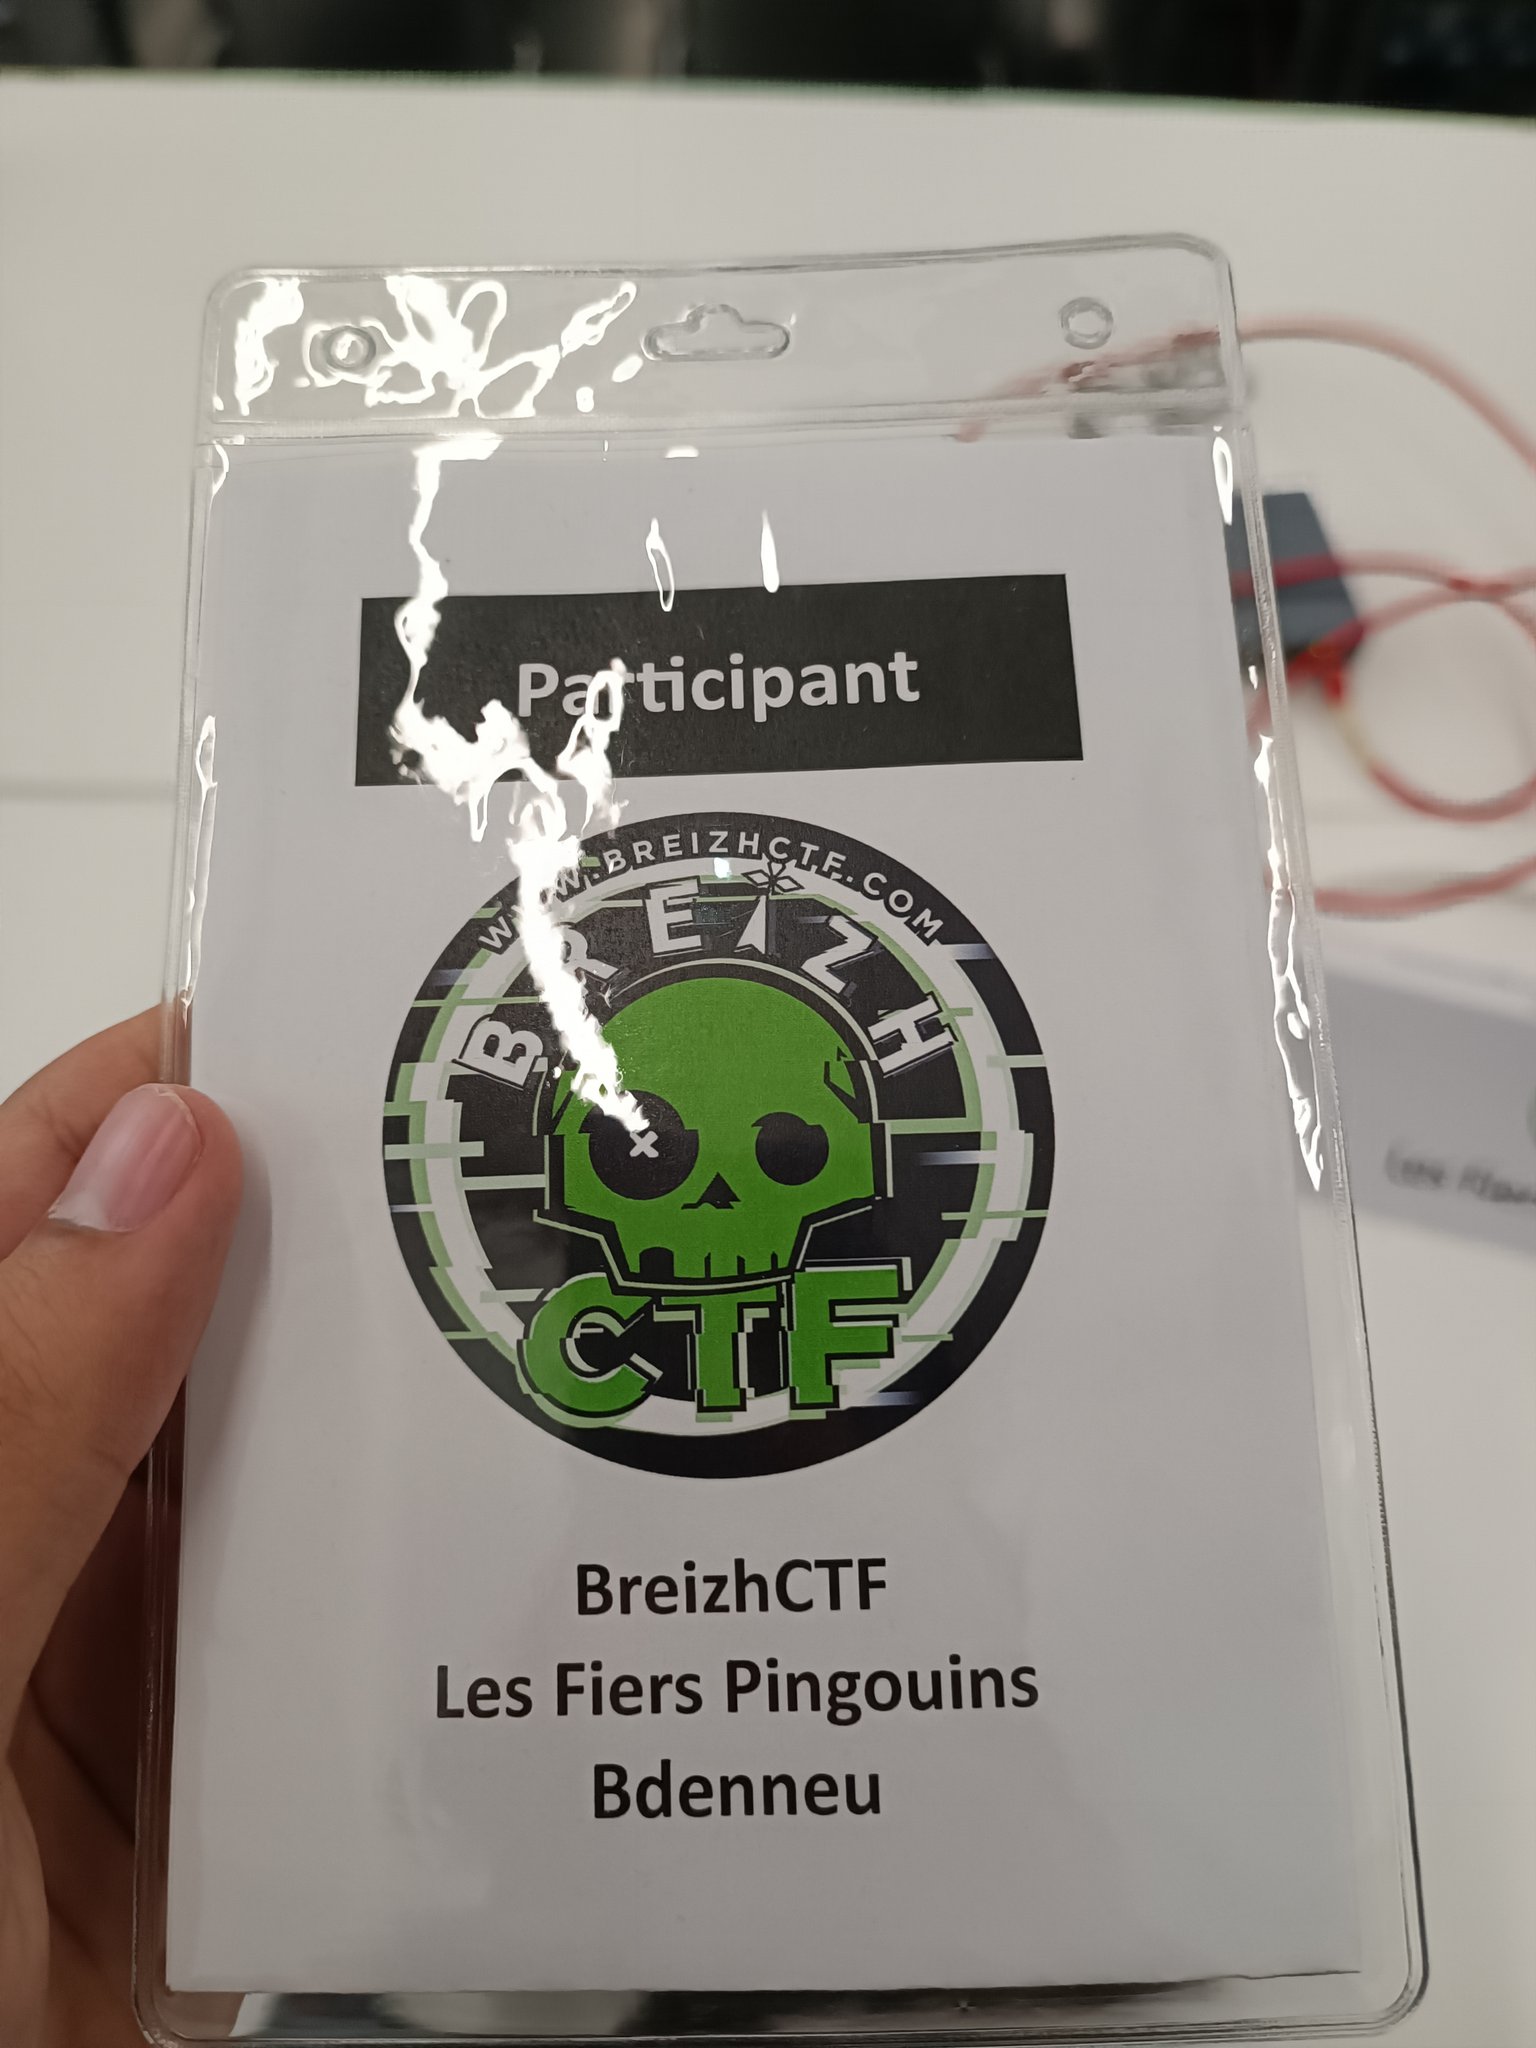 Participant
WWW.BREIZHCTF.COM
BREIZH
CTF
BreizhCTF
Les Fiers Pingouins
Bdenneu